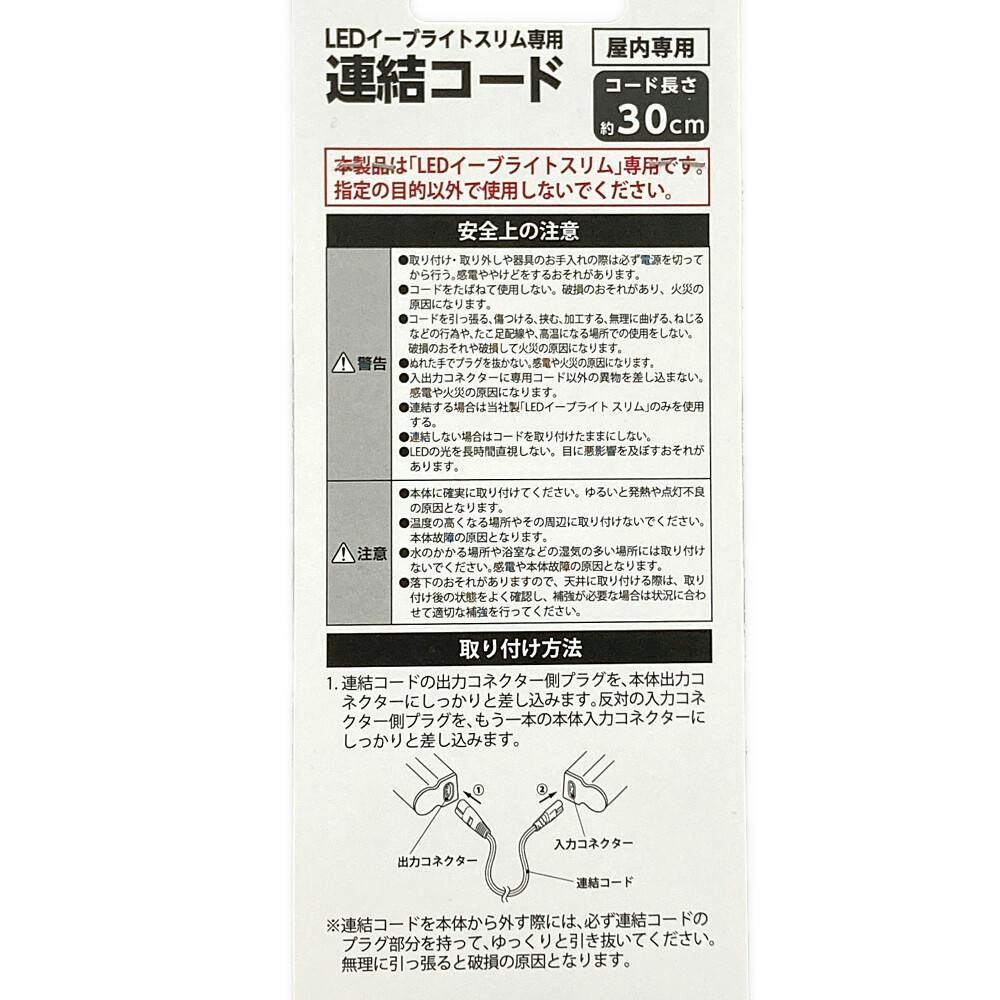 LEDイーブライトスリム専用
連結コード
屋内専用
コード長さ
約30cm
本製品は「LEDイーブライトスリム」専用です。
指定の目的以外で使用しないでください。
安全上の注意
警告
●取り付け・取り外しや器具のお手入れの際は必ず電源を切って
から行う。感電ややけどをするおそれがあります。
●コードをたばねて使用しない。破損のおそれがあり、火災の
原因になります。
●コードを引っ張る、傷つける、挟む、加工する、無理に曲げる、ねじる
などの行為や、たこ足配線や、高温になる場所での使用をしない。
破損のおそれや破損して火災の原因になります。
●ぬれた手でプラグを抜かない。感電や火災の原因になります。
●入出力コネクターに専用コード以外の異物を差し込まない。
感電や火災の原因になります。
●連結する場合は当社製「LEDイーブライト スリム」のみを使用
する。
●連結しない場合はコードを取り付けたままにしない。
●LEDの光を長時間直視しない。目に悪影響を及ぼすおそれが
あります。
注意
●本体に確実に取り付けてください。ゆるいと発熱や点灯不良
の原因となります。
●温度の高くなる場所やその周辺に取り付けないでください。
本体故障の原因となります。
●水のかかる場所や浴室などの湿気の多い場所には取り付け
ないでください。感電や本体故障の原因となります。
●落下のおそれがありますので、天井に取り付ける際は、取り
付け後の状態をよく確認し、補強が必要な場合は状況に合わ
せて適切な補強を行ってください。
取り付け方法
1. 連結コードの出力コネクター側プラグを、本体出力コ
ネクターにしっかりと差し込みます。反対の入力コネ
クター側プラグを、もう一本の本体入力コネクターに
しっかりと差し込みます。
①
②
出力コネクター
入力コネクター
連結コード
※連結コードを本体から外す際には、必ず連結コードの
プラグ部分を持って、ゆっくりと引き抜いてください。
無理に引っ張ると破損の原因となります。